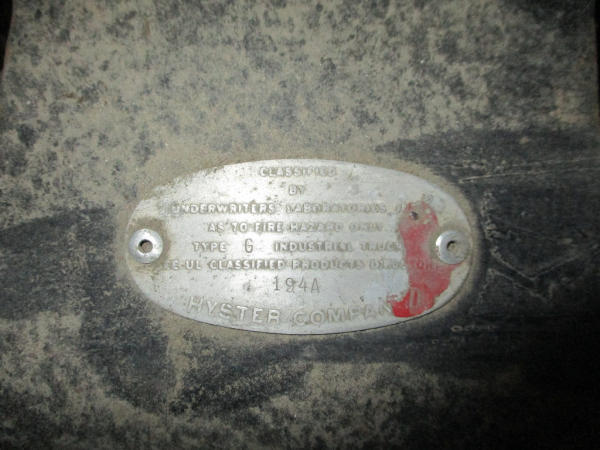 CLASSIFIED
BY
UNDERWRITERS' LABORATORIES,
AS TO FIRE HAZARD ONLY
TYPE G INDUSTRIAL TRUCK
SEE-UL CLASSIFIED PRODUCTS DIRECTORY
194A
HYSTER COMPANY